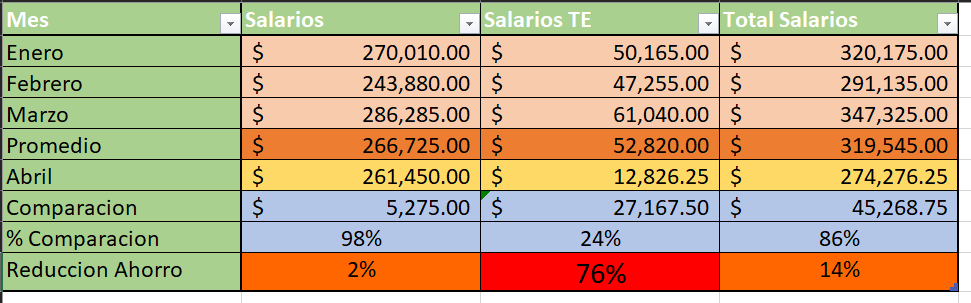 Mes Salarios Salarios TE Total Salarios
Enero $ 270,010.00 $ 50,165.00 $ 320,175.00
Febrero $ 243,880.00 $ 47,255.00 $ 291,135.00
Marzo $ 286,285.00 $ 61,040.00 $ 347,325.00
Promedio $ 266,725.00 $ 52,820.00 $ 319,545.00
Abril $ 261,450.00 $ 12,826.25 $ 274,276.25
Comparacion $ 5,275.00 $ 27,167.50 $ 45,268.75
% Comparacion 98% 24% 86%
Reduccion Ahorro 2% 76% 14%